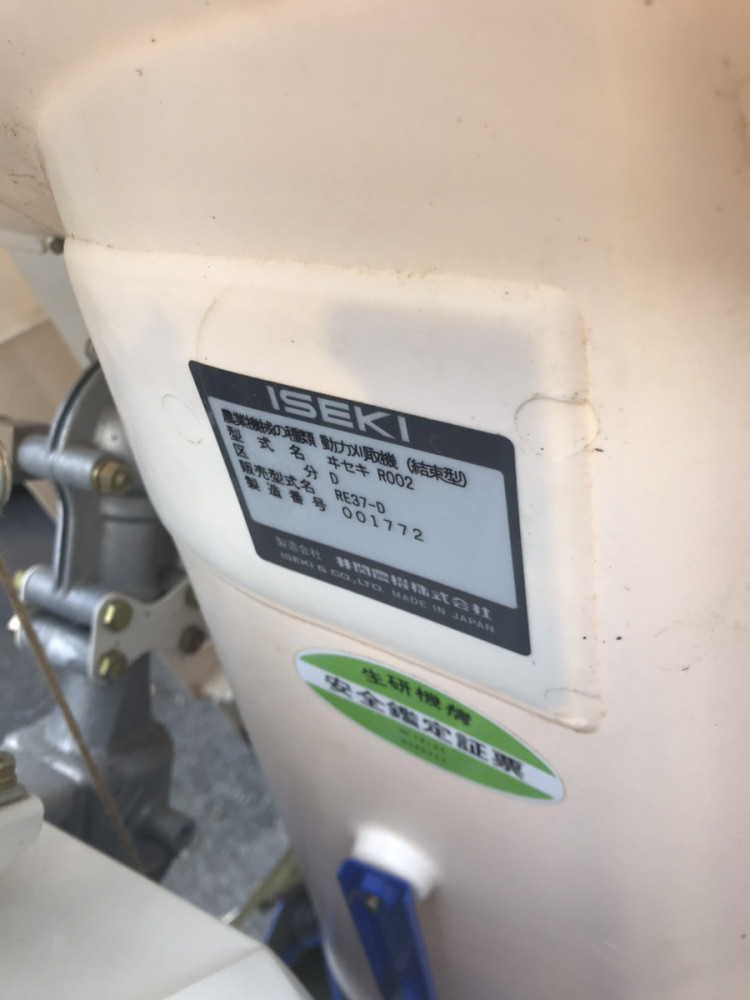 ISEKI
農業機械の種類 動力刈取機 (結束型)
型式名 ヰセキ R002
区分 D
販売型式名 RE37-D
製造番号 001772
製造会社 井関農機株式会社
ISEKI & CO., LTD. MADE IN JAPAN
生研機構
安全鑑定証票